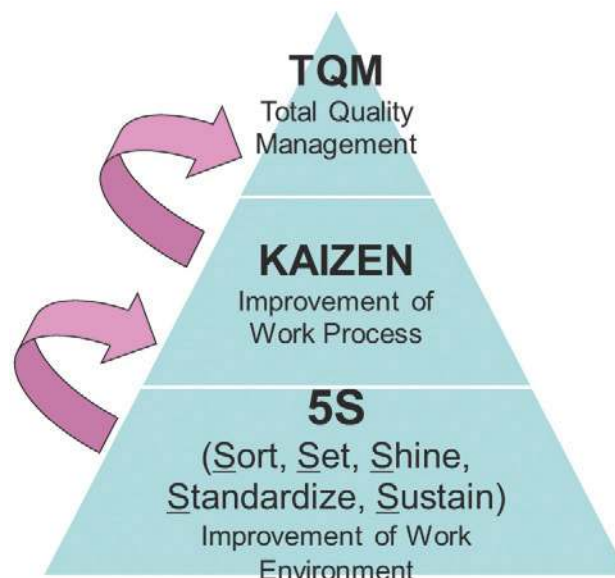 TQM
Total Quality
Management
KAIZEN
Improvement of
Work Process
5S
(Sort, Set, Shine,
Standardize, Sustain)
Improvement of Work
Environment